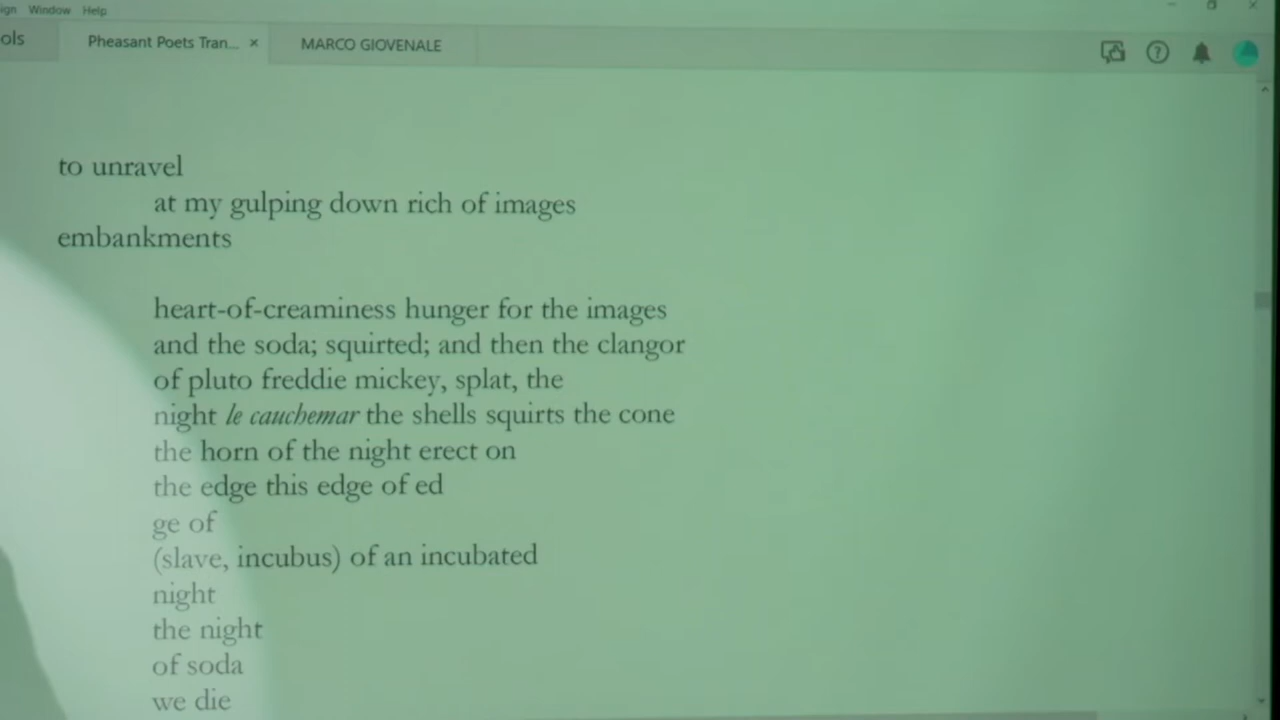 ign Window Help
ols Pheasant Poets Tran... × MARCO GIOVENALE
to unravel
at my gulping down rich of images
embankments
heart-of-creaminess hunger for the images
and the soda; squirted; and then the clangor
of pluto freddie mickey, splat, the
night le cauchemar the shells squirts the cone
the horn of the night erect on
the edge this edge of ed
ge of
(slave, incubus) of an incubated
night
the night
of soda
we die